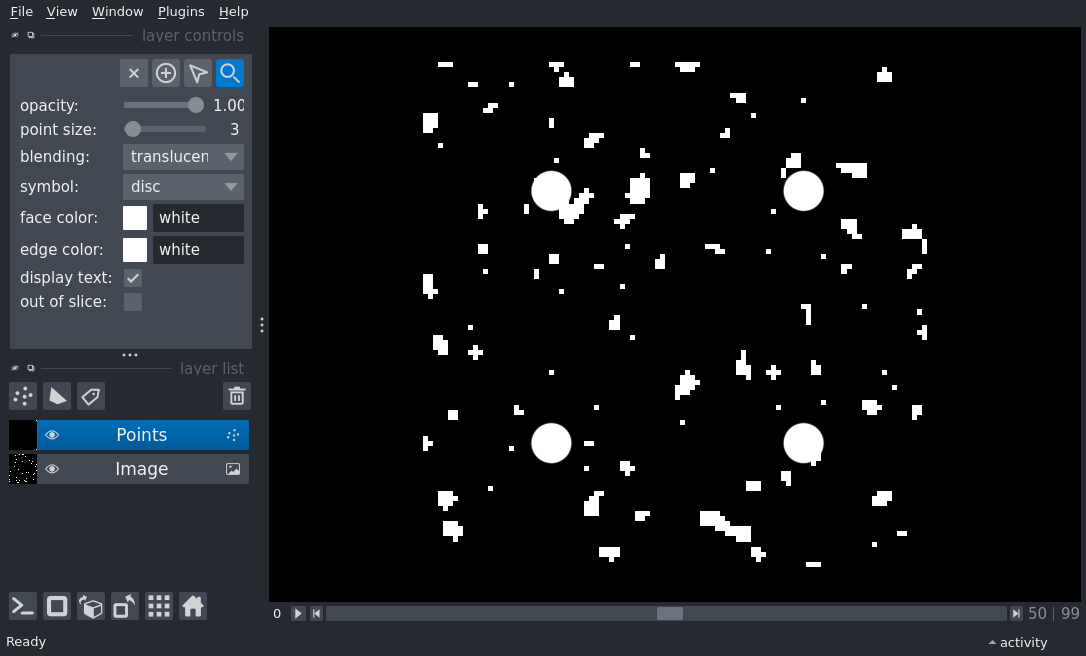 File View Window Plugins Help
layer controls
opacity: 1.00
point size: 3
blending: translucen
symbol: disc
face color: white
edge color: white
display text:
out of slice:
layer list
Points
Image
0 50 | 99
Ready activity